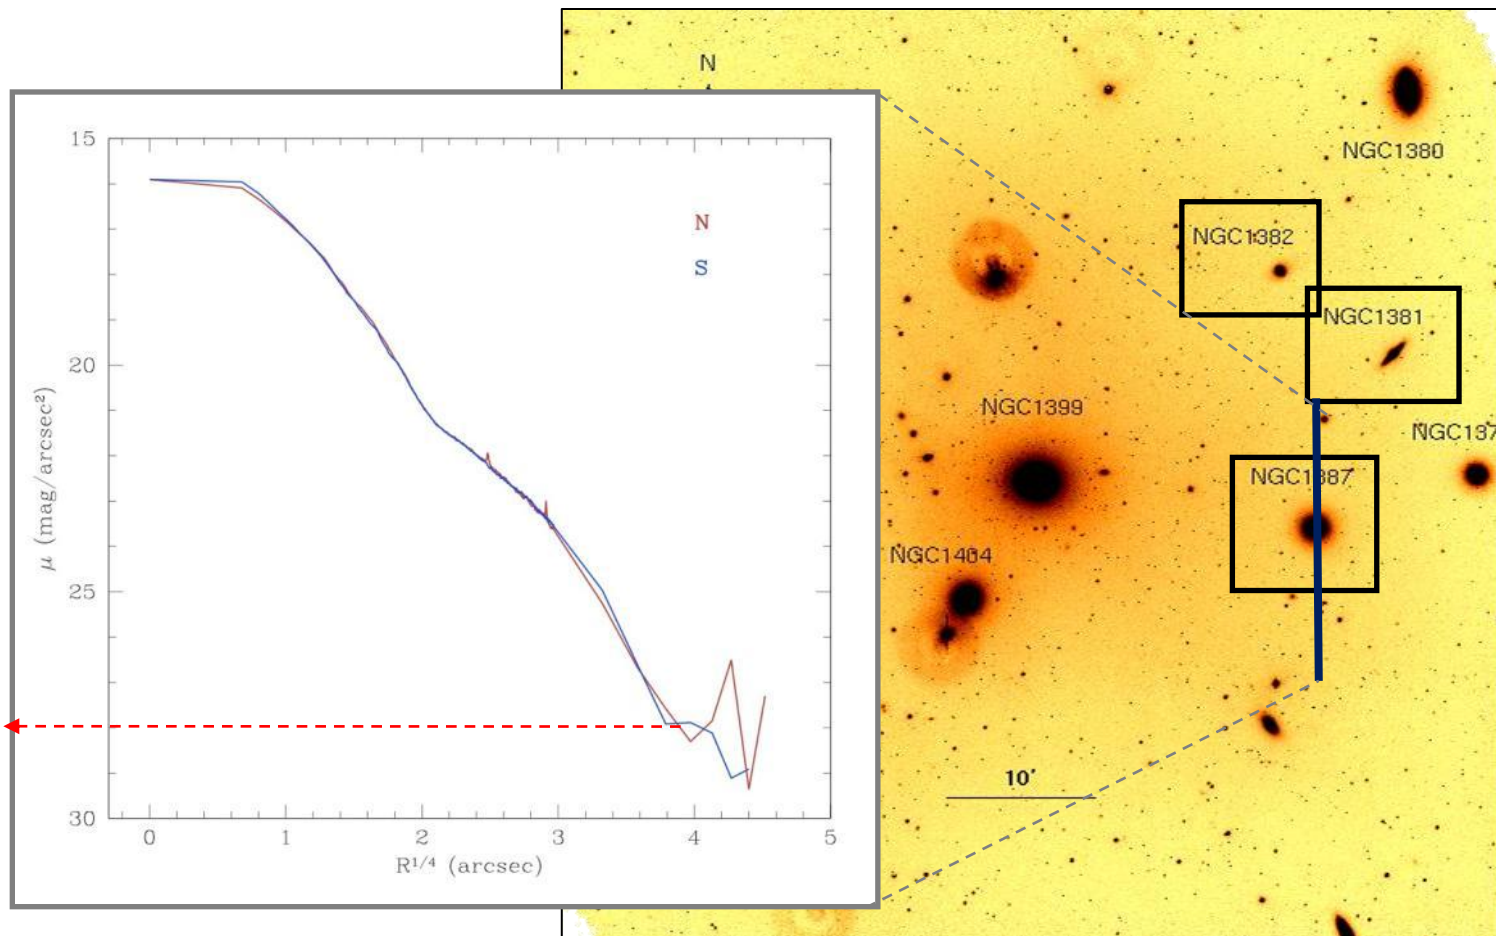 N
NGC1380
15
N
NGC1382
S
NGC1381
20
NGC1399
NGC137
NGC1387
μ (mag/arcsec²)
NGC1404
25
10'
30
0 1 2 3 4 5
R^{1/4} (arcsec)